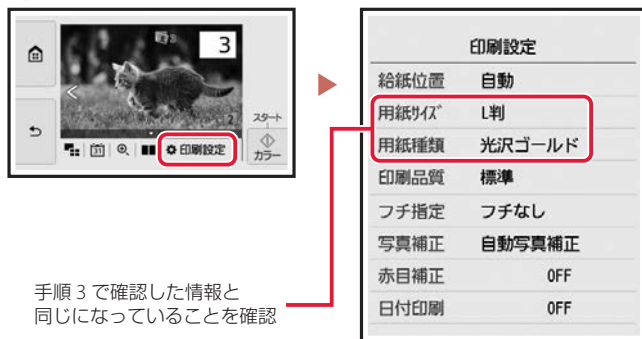 3
3
2
31
印刷設定
スタート
カラー
印刷設定
給紙位置 自動
用紙サイズ L判
用紙種類 光沢ゴールド
印刷品質 標準
フチ指定 フチなし
写真補正 自動写真補正
赤目補正 OFF
日付印刷 OFF
手順 3 で確認した情報と
同じになっていることを確認